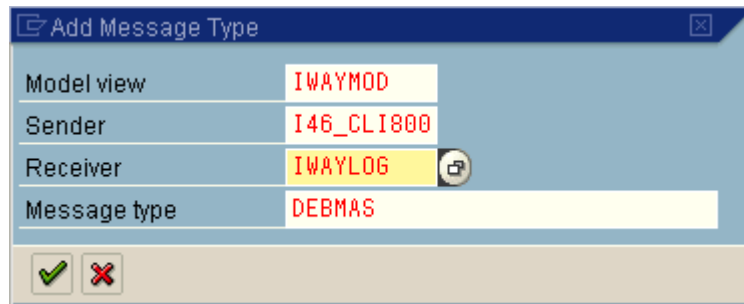 Add Message Type
Model view IWAYMOD
Sender I46_CLI800
Receiver IWAYLOG
Message type DEBMAS